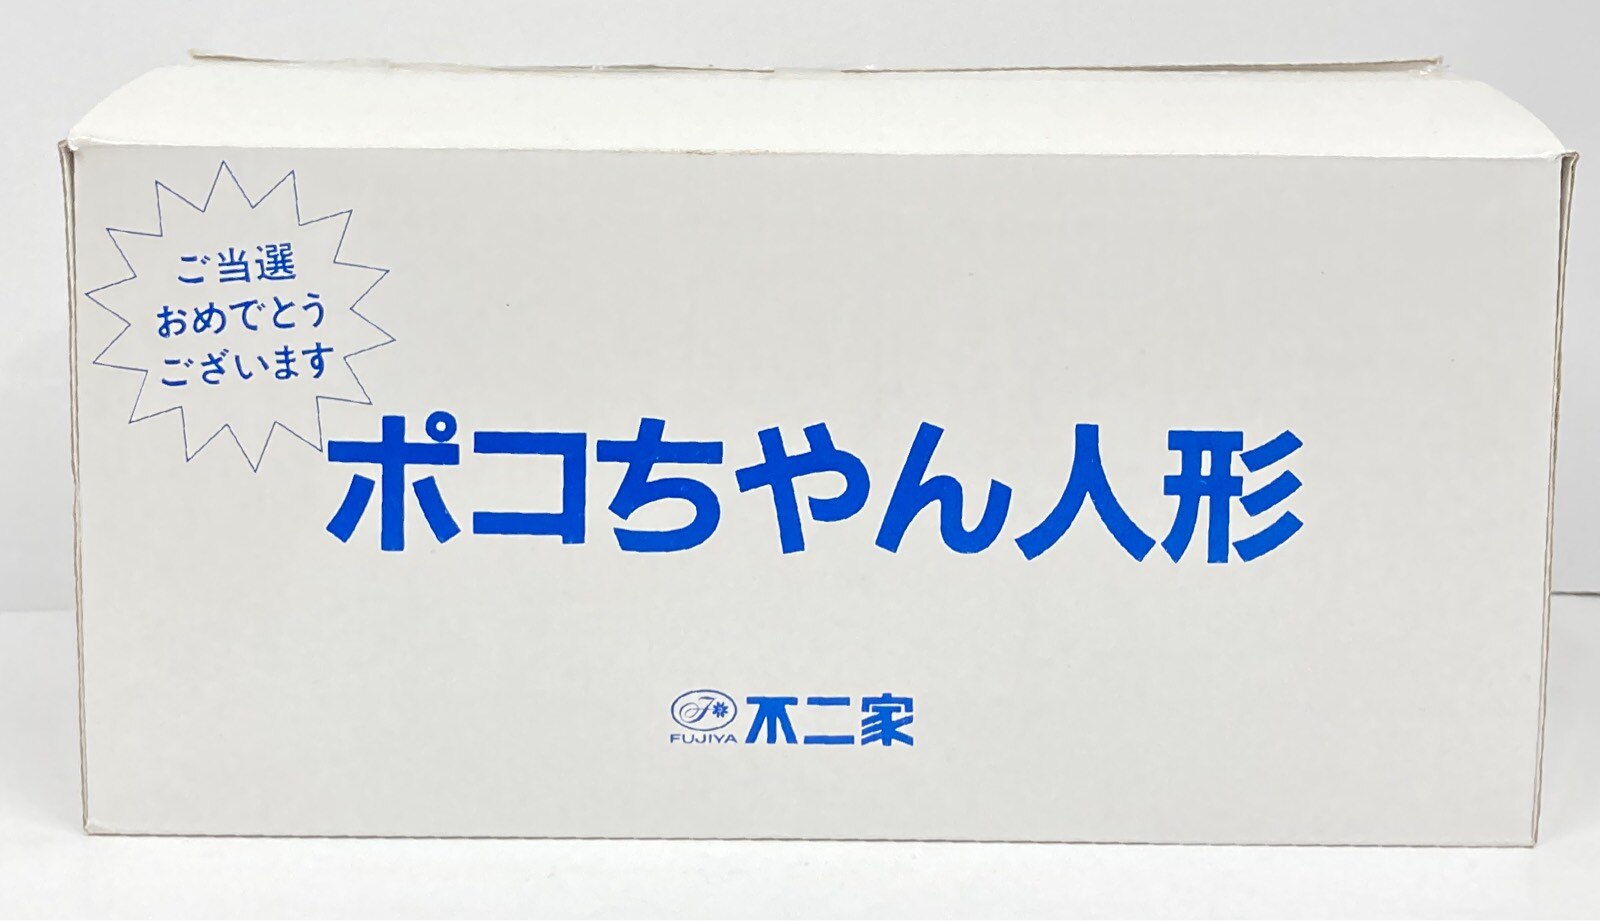 ご当選
おめでとう
ございます
ポコちやん人形
FUJIYA 不二家